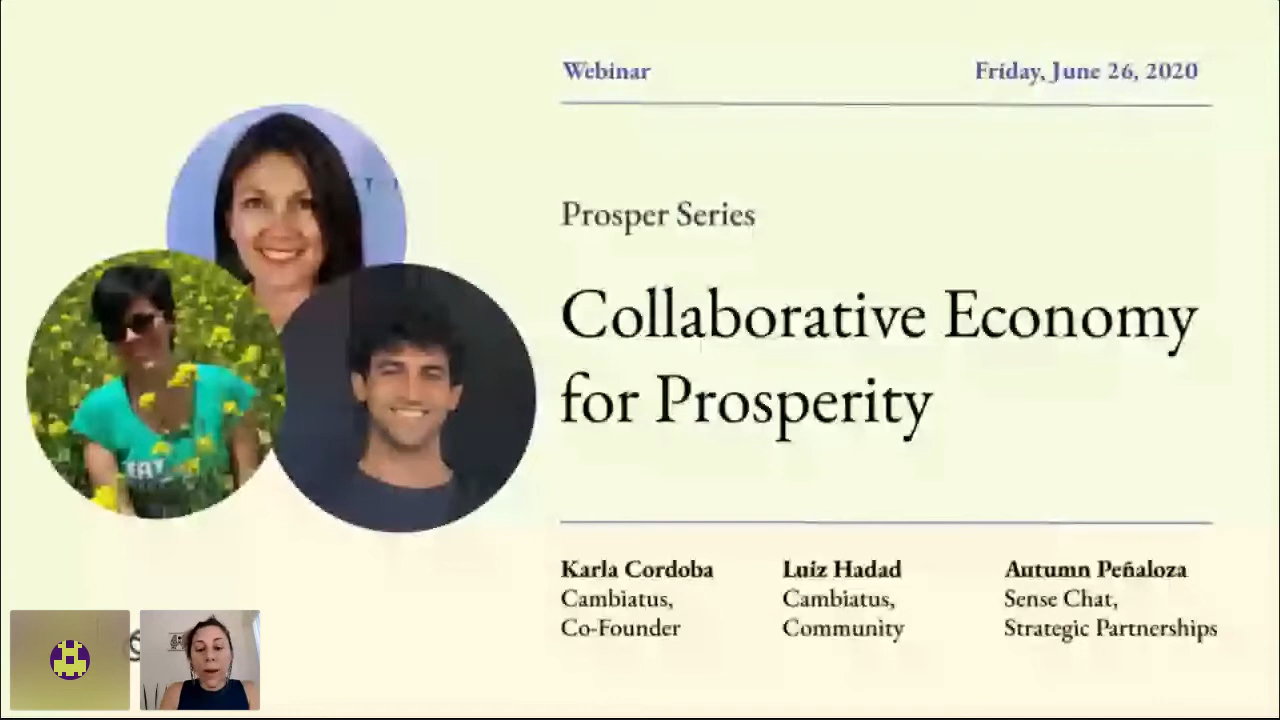 Webinar
Friday, June 26, 2020
Prosper Series
Collaborative Economy
for Prosperity
Karla Cordoba
Cambiatus,
Co-Founder
Luiz Hadad
Cambiatus,
Community
Autumn Peñaloza
Sense Chat,
Strategic Partnerships